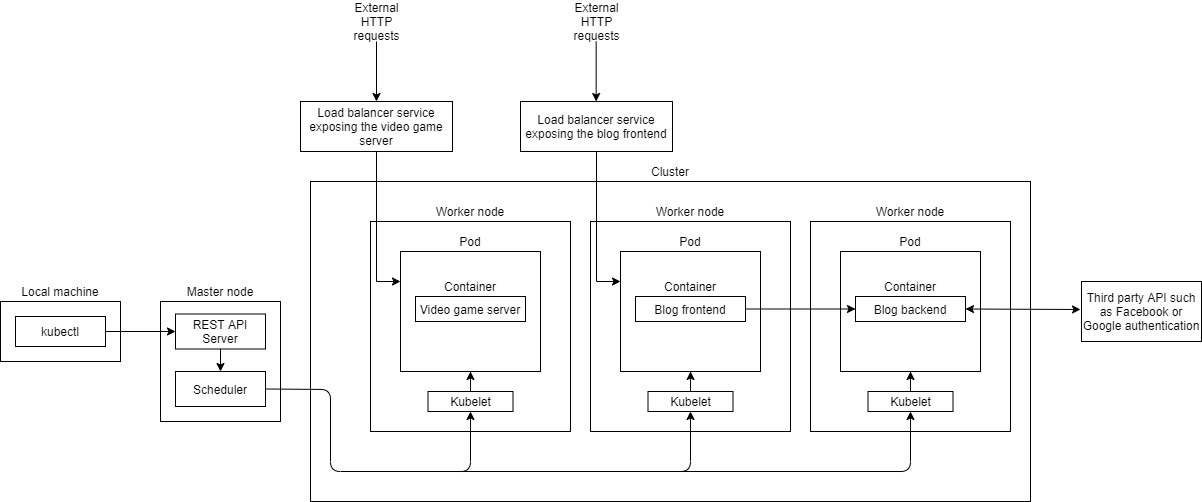 External
HTTP
requests
External
HTTP
requests
Load balancer service
exposing the video game
server
Load balancer service
exposing the blog frontend
Cluster
Worker node
Worker node
Worker node
Pod
Pod
Pod
Local machine
Master node
Container
Container
Container
kubectl
REST API
Server
Video game server
Blog frontend
Blog backend
Third party API such
as Facebook or
Google authentication
Scheduler
Kubelet
Kubelet
Kubelet